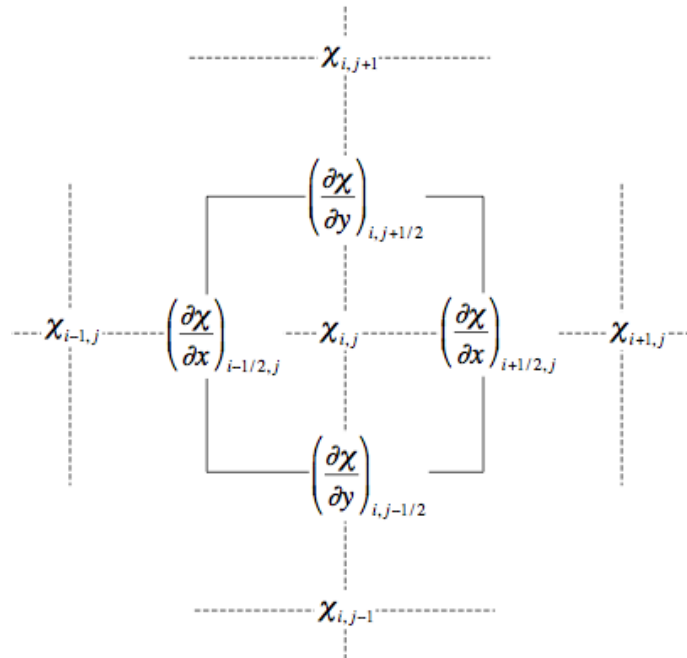 χ_{i, j+1}
(∂χ/∂y)_{i, j+1/2}
χ_{i−1, j} (∂χ/∂x)_{i−1/2, j} χ_{i, j} (∂χ/∂x)_{i+1/2, j} χ_{i+1, j}
(∂χ/∂y)_{i, j−1/2}
χ_{i, j−1}